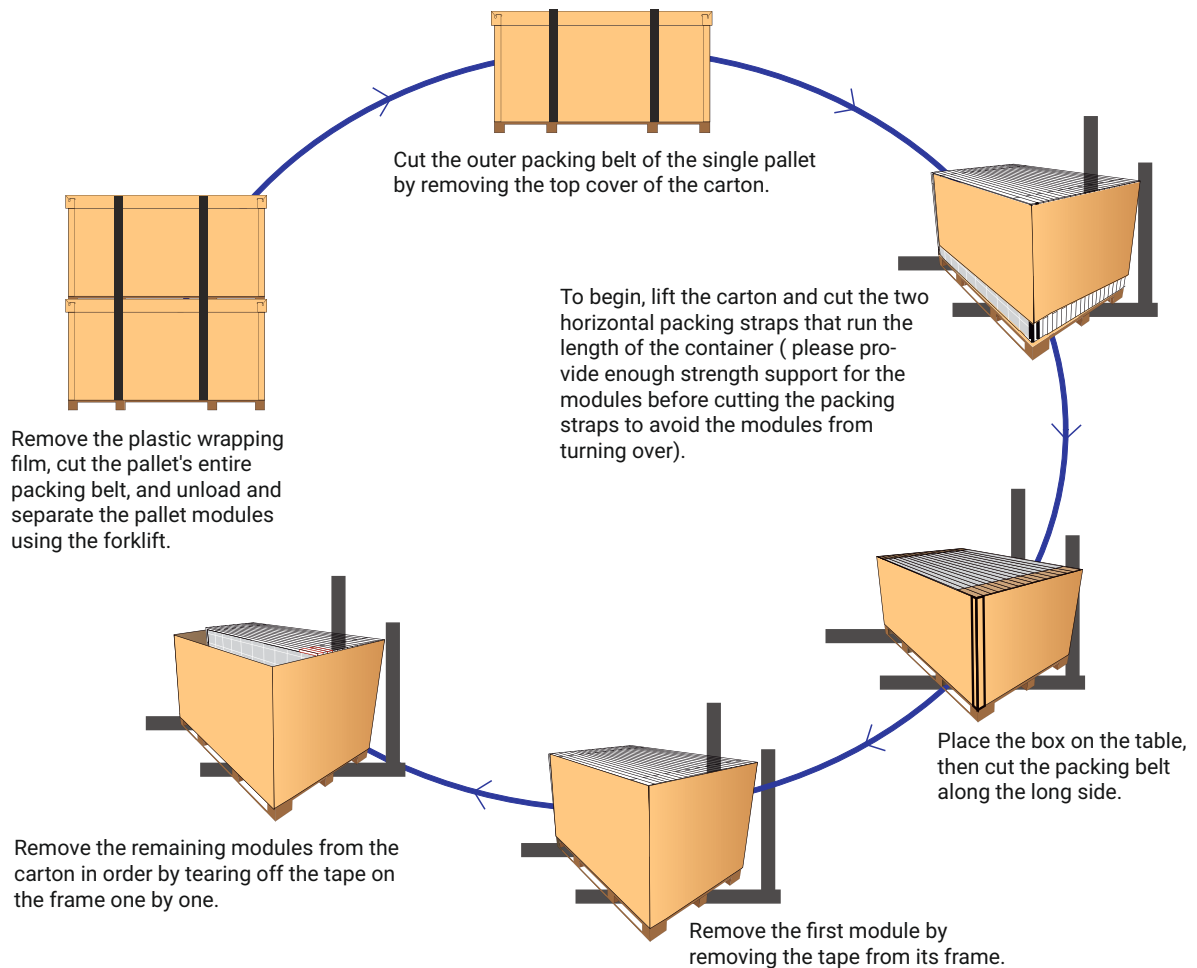 Cut the outer packing belt of the single pallet
by removing the top cover of the carton.
To begin, lift the carton and cut the two
horizontal packing straps that run the
length of the container ( please pro-
vide enough strength support for the
modules before cutting the packing
straps to avoid the modules from
turning over).
Remove the plastic wrapping
film, cut the pallet's entire
packing belt, and unload and
separate the pallet modules
using the forklift.
Place the box on the table,
then cut the packing belt
along the long side.
Remove the remaining modules from the
carton in order by tearing off the tape on
the frame one by one.
Remove the first module by
removing the tape from its frame.